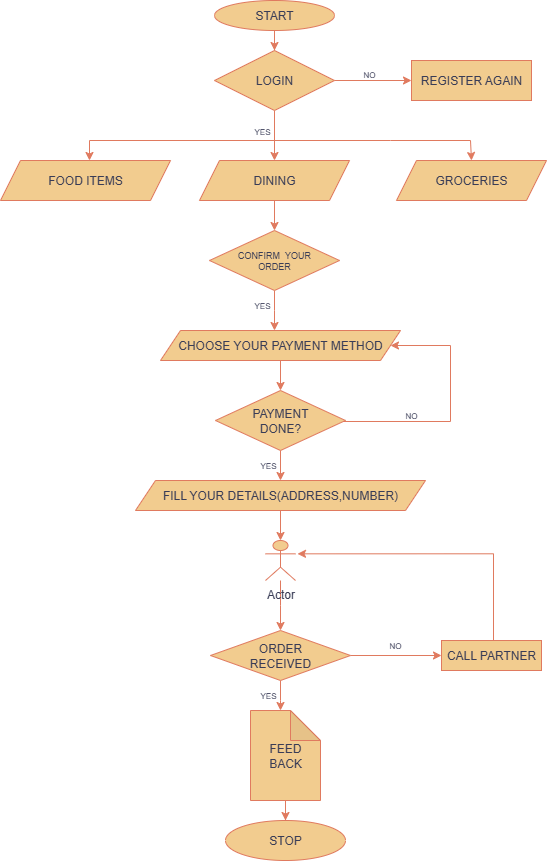 START
LOGIN
NO
REGISTER AGAIN
YES
FOOD ITEMS
DINING
GROCERIES
CONFIRM YOUR
ORDER
YES
CHOOSE YOUR PAYMENT METHOD
PAYMENT
DONE?
NO
YES
FILL YOUR DETAILS(ADDRESS,NUMBER)
Actor
ORDER
RECEIVED
NO
CALL PARTNER
YES
FEED
BACK
STOP